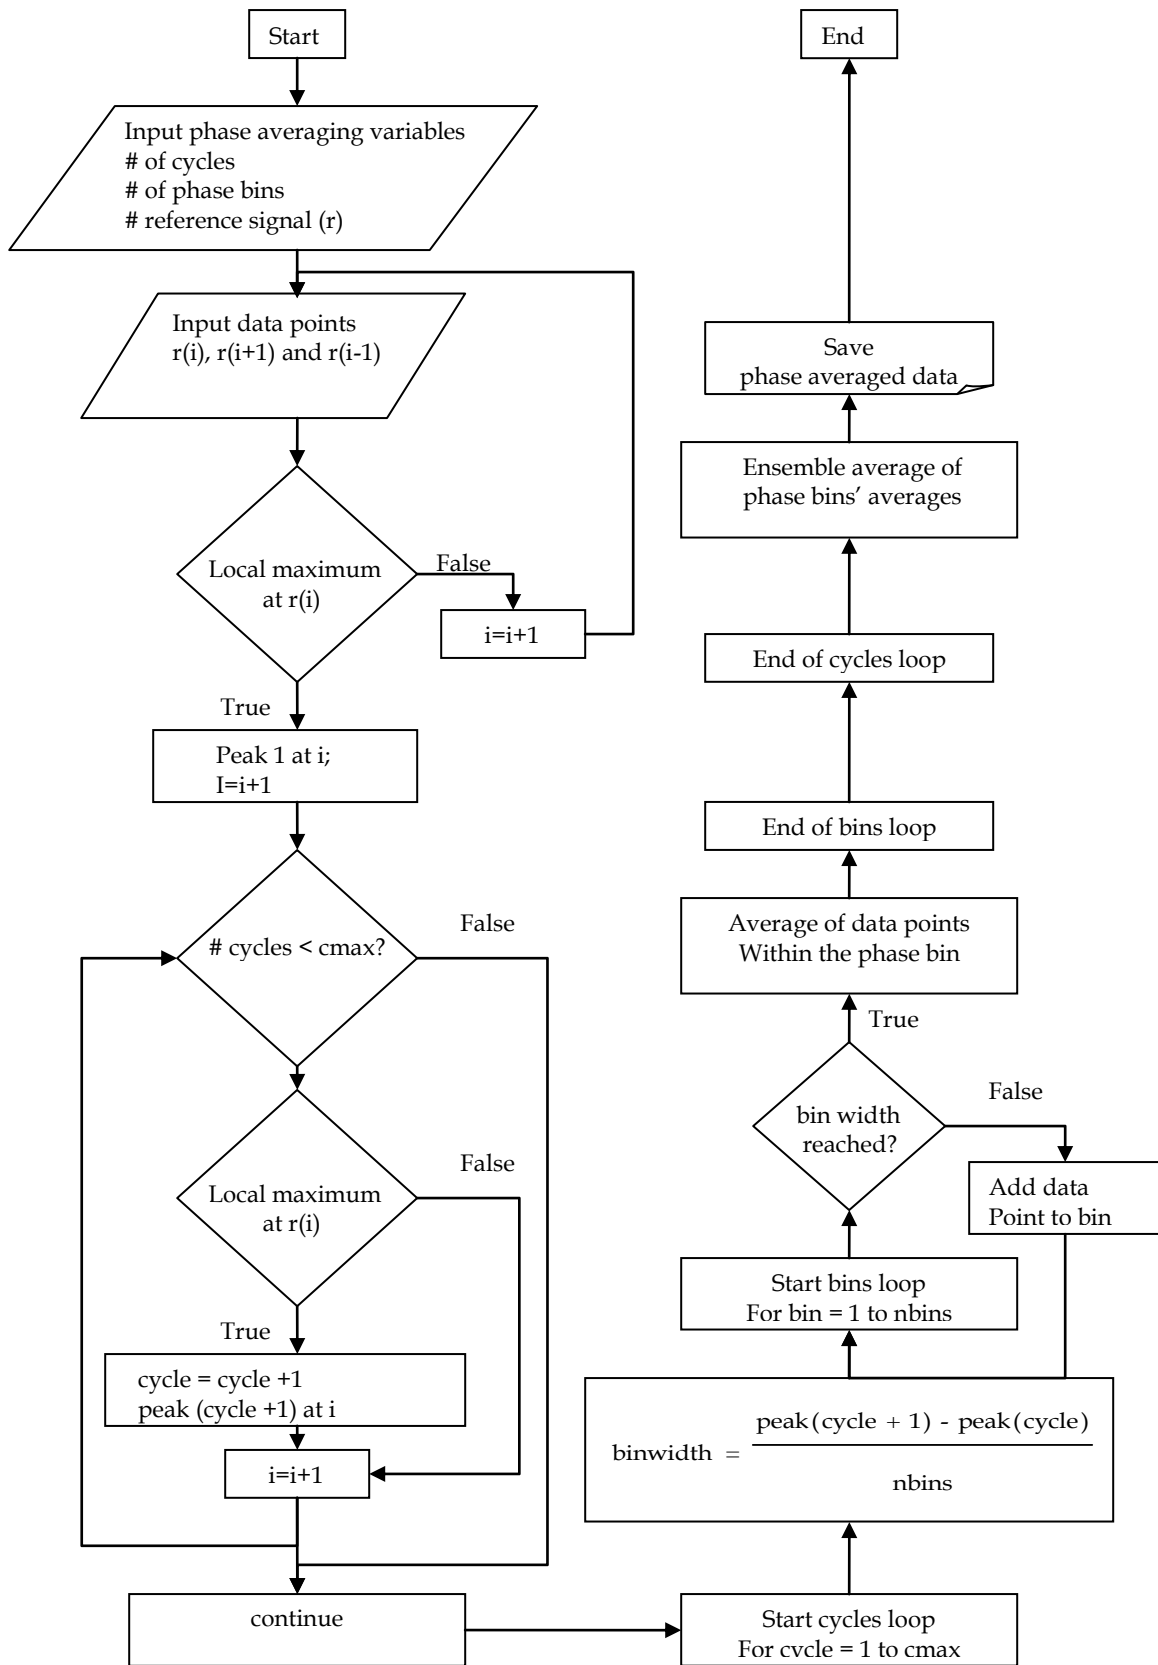 Start
Input phase averaging variables
# of cycles
# of phase bins
# reference signal (r)
Input data points
r(i), r(i+1) and r(i-1)
Local maximum
at r(i)
False
i=i+1
True
Peak 1 at i;
I=i+1
# cycles < cmax?
False
Local maximum
at r(i)
False
True
cycle = cycle +1
peak (cycle +1) at i
i=i+1
continue
Start cycles loop
For cycle = 1 to cmax
binwidth = peak(cycle + 1) - peak(cycle)
nbins
Start bins loop
For bin = 1 to nbins
bin width
reached?
False
Add data
Point to bin
True
Average of data points
Within the phase bin
End of bins loop
End of cycles loop
Ensemble average of
phase bins’ averages
Save
phase averaged data
End